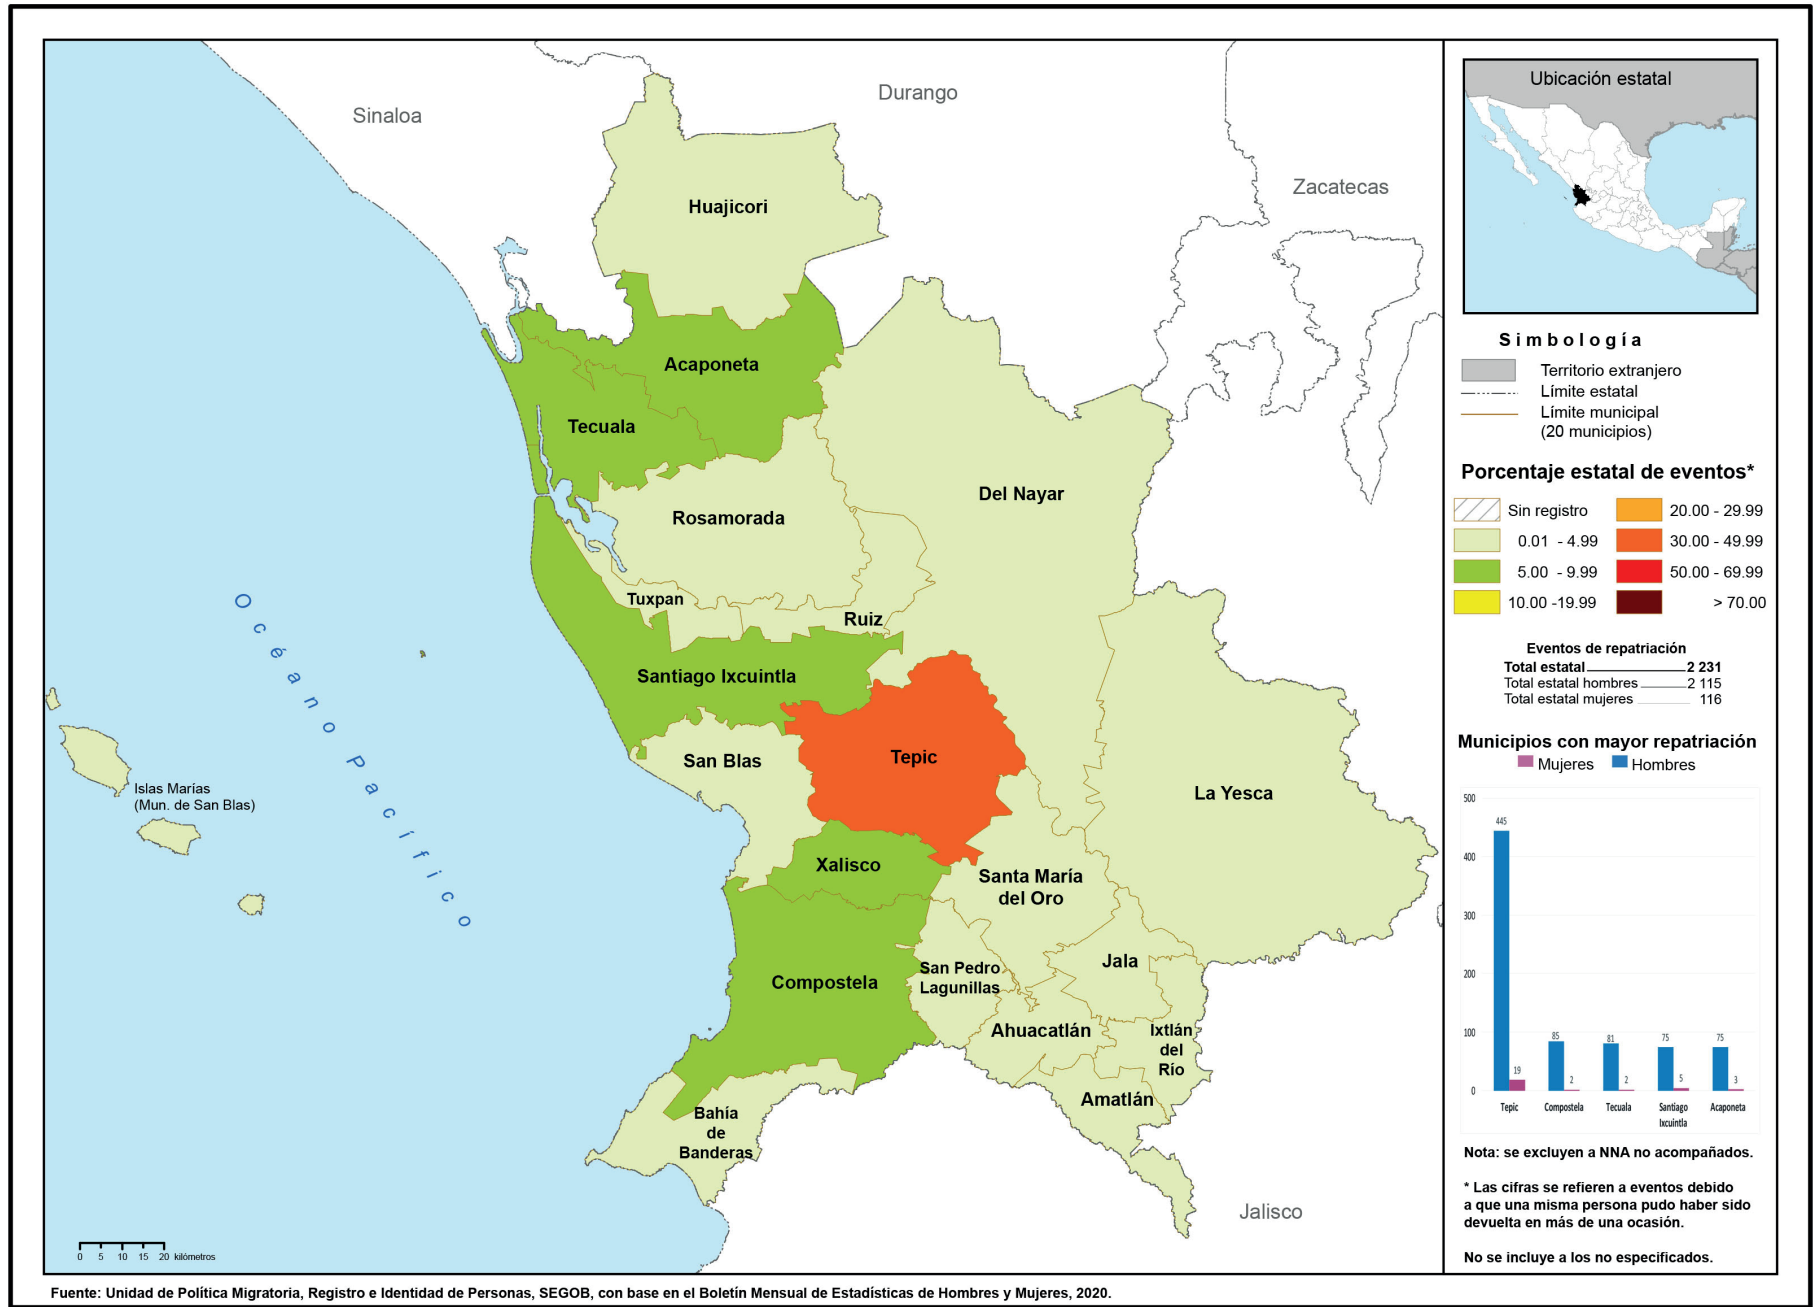 Sinaloa
Durango
Zacatecas
Huajicori
Acaponeta
Tecuala
Del Nayar
Rosamorada
Tuxpan
Ruiz
Santiago Ixcuintla
Océano Pacífico
San Blas
Tepic
La Yesca
Islas Marías
(Mun. de San Blas)
Xalisco
Santa María
del Oro
Jala
San Pedro
Lagunillas
Compostela
Ahuacatlán
Ixtlán
del
Río
Amatlán
Bahía
de
Banderas
Jalisco
0 5 10 15 20 kilómetros
Ubicación estatal
Simbología
Territorio extranjero
Límite estatal
Límite municipal
(20 municipios)
Porcentaje estatal de eventos*
Sin registro 20.00 - 29.99
0.01 - 4.99 30.00 - 49.99
5.00 - 9.99 50.00 - 69.99
10.00 -19.99 > 70.00
Eventos de repatriación
Total estatal 2 231
Total estatal hombres 2 115
Total estatal mujeres 116
Municipios con mayor repatriación
Mujeres Hombres
500
445
400
300
200
100
85 81 75 75
19 2 2 5 3
0
Tepic Compostela Tecuala Santiago Acaponeta
Ixcuintla
Nota: se excluyen a NNA no acompañados.
* Las cifras se refieren a eventos debido
a que una misma persona pudo haber sido
devuelta en más de una ocasión.
No se incluye a los no especificados.
Fuente: Unidad de Política Migratoria, Registro e Identidad de Personas, SEGOB, con base en el Boletín Mensual de Estadísticas de Hombres y Mujeres, 2020.